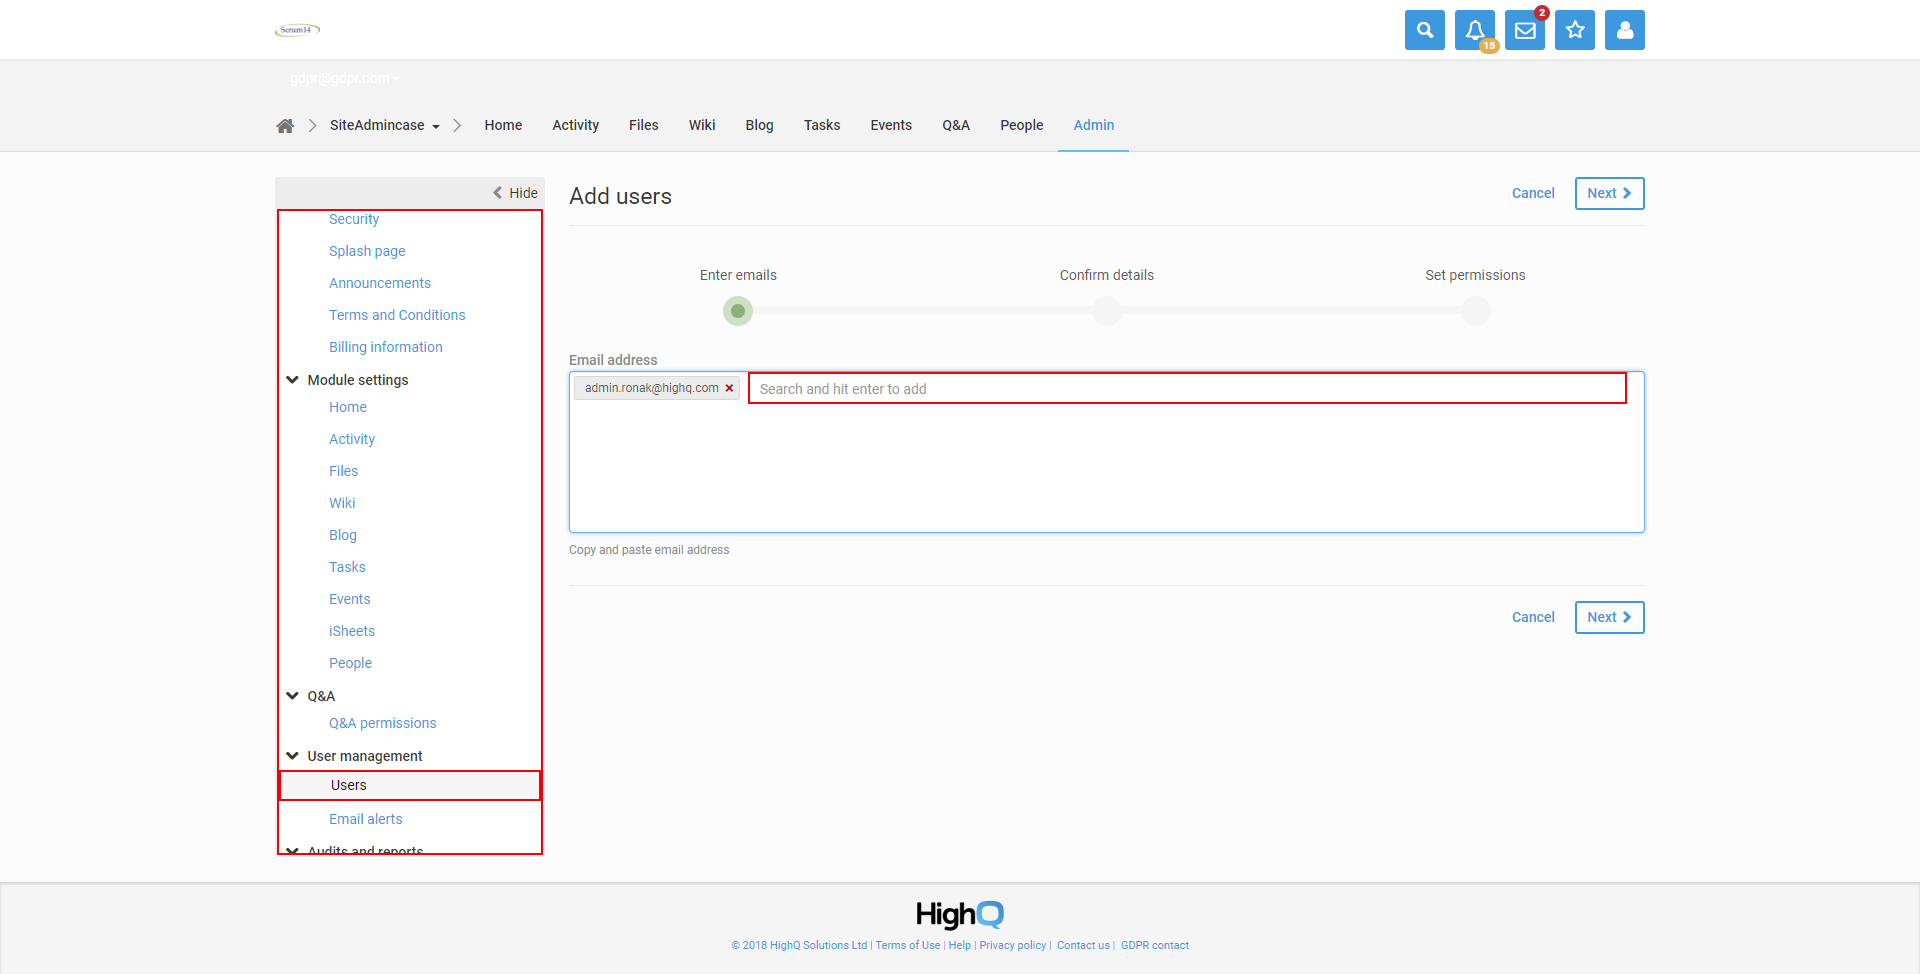 Scrum14
15
2
gdpr@gdpr.com
SiteAdmincase
Home Activity Files Wiki Blog Tasks Events Q&A People Admin
Hide
Security
Splash page
Announcements
Terms and Conditions
Billing information
Module settings
Home
Activity
Files
Wiki
Blog
Tasks
Events
iSheets
People
Q&A
Q&A permissions
User management
Users
Email alerts
Audits and reports
Add users
Cancel Next
Enter emails Confirm details Set permissions
Email address
admin.ronak@highq.com Search and hit enter to add
Copy and paste email address
Cancel Next
HighQ
© 2018 HighQ Solutions Ltd | Terms of Use | Help | Privacy policy | Contact us | GDPR contact